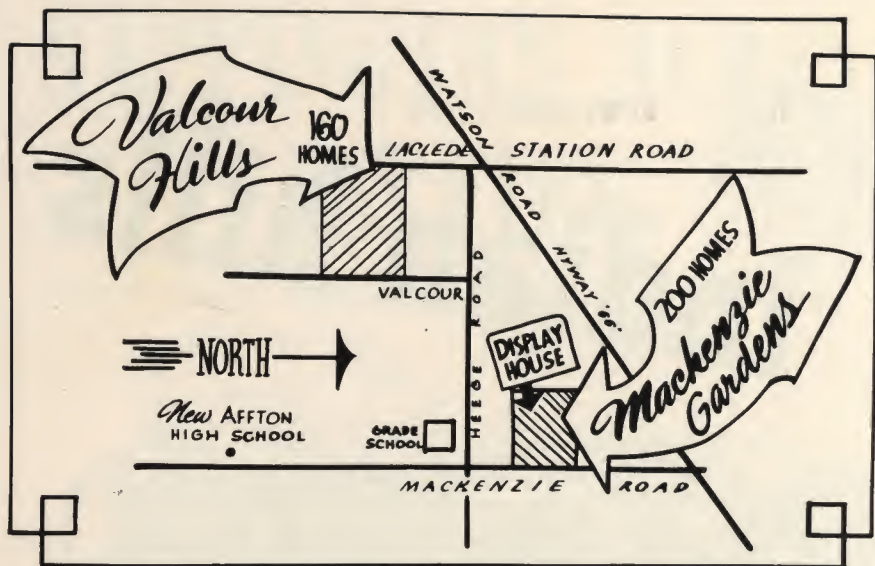 Valcour
Hills
160
HOMES
WATSON ROAD HYWAY '66'
LACLEDE STATION ROAD
200 HOMES
Mackenzie
Gardens
VALCOUR
HEEGE ROAD
DISPLAY
HOUSE
NORTH
New AFFTON
HIGH SCHOOL
GRADE
SCHOOL
MACKENZIE ROAD